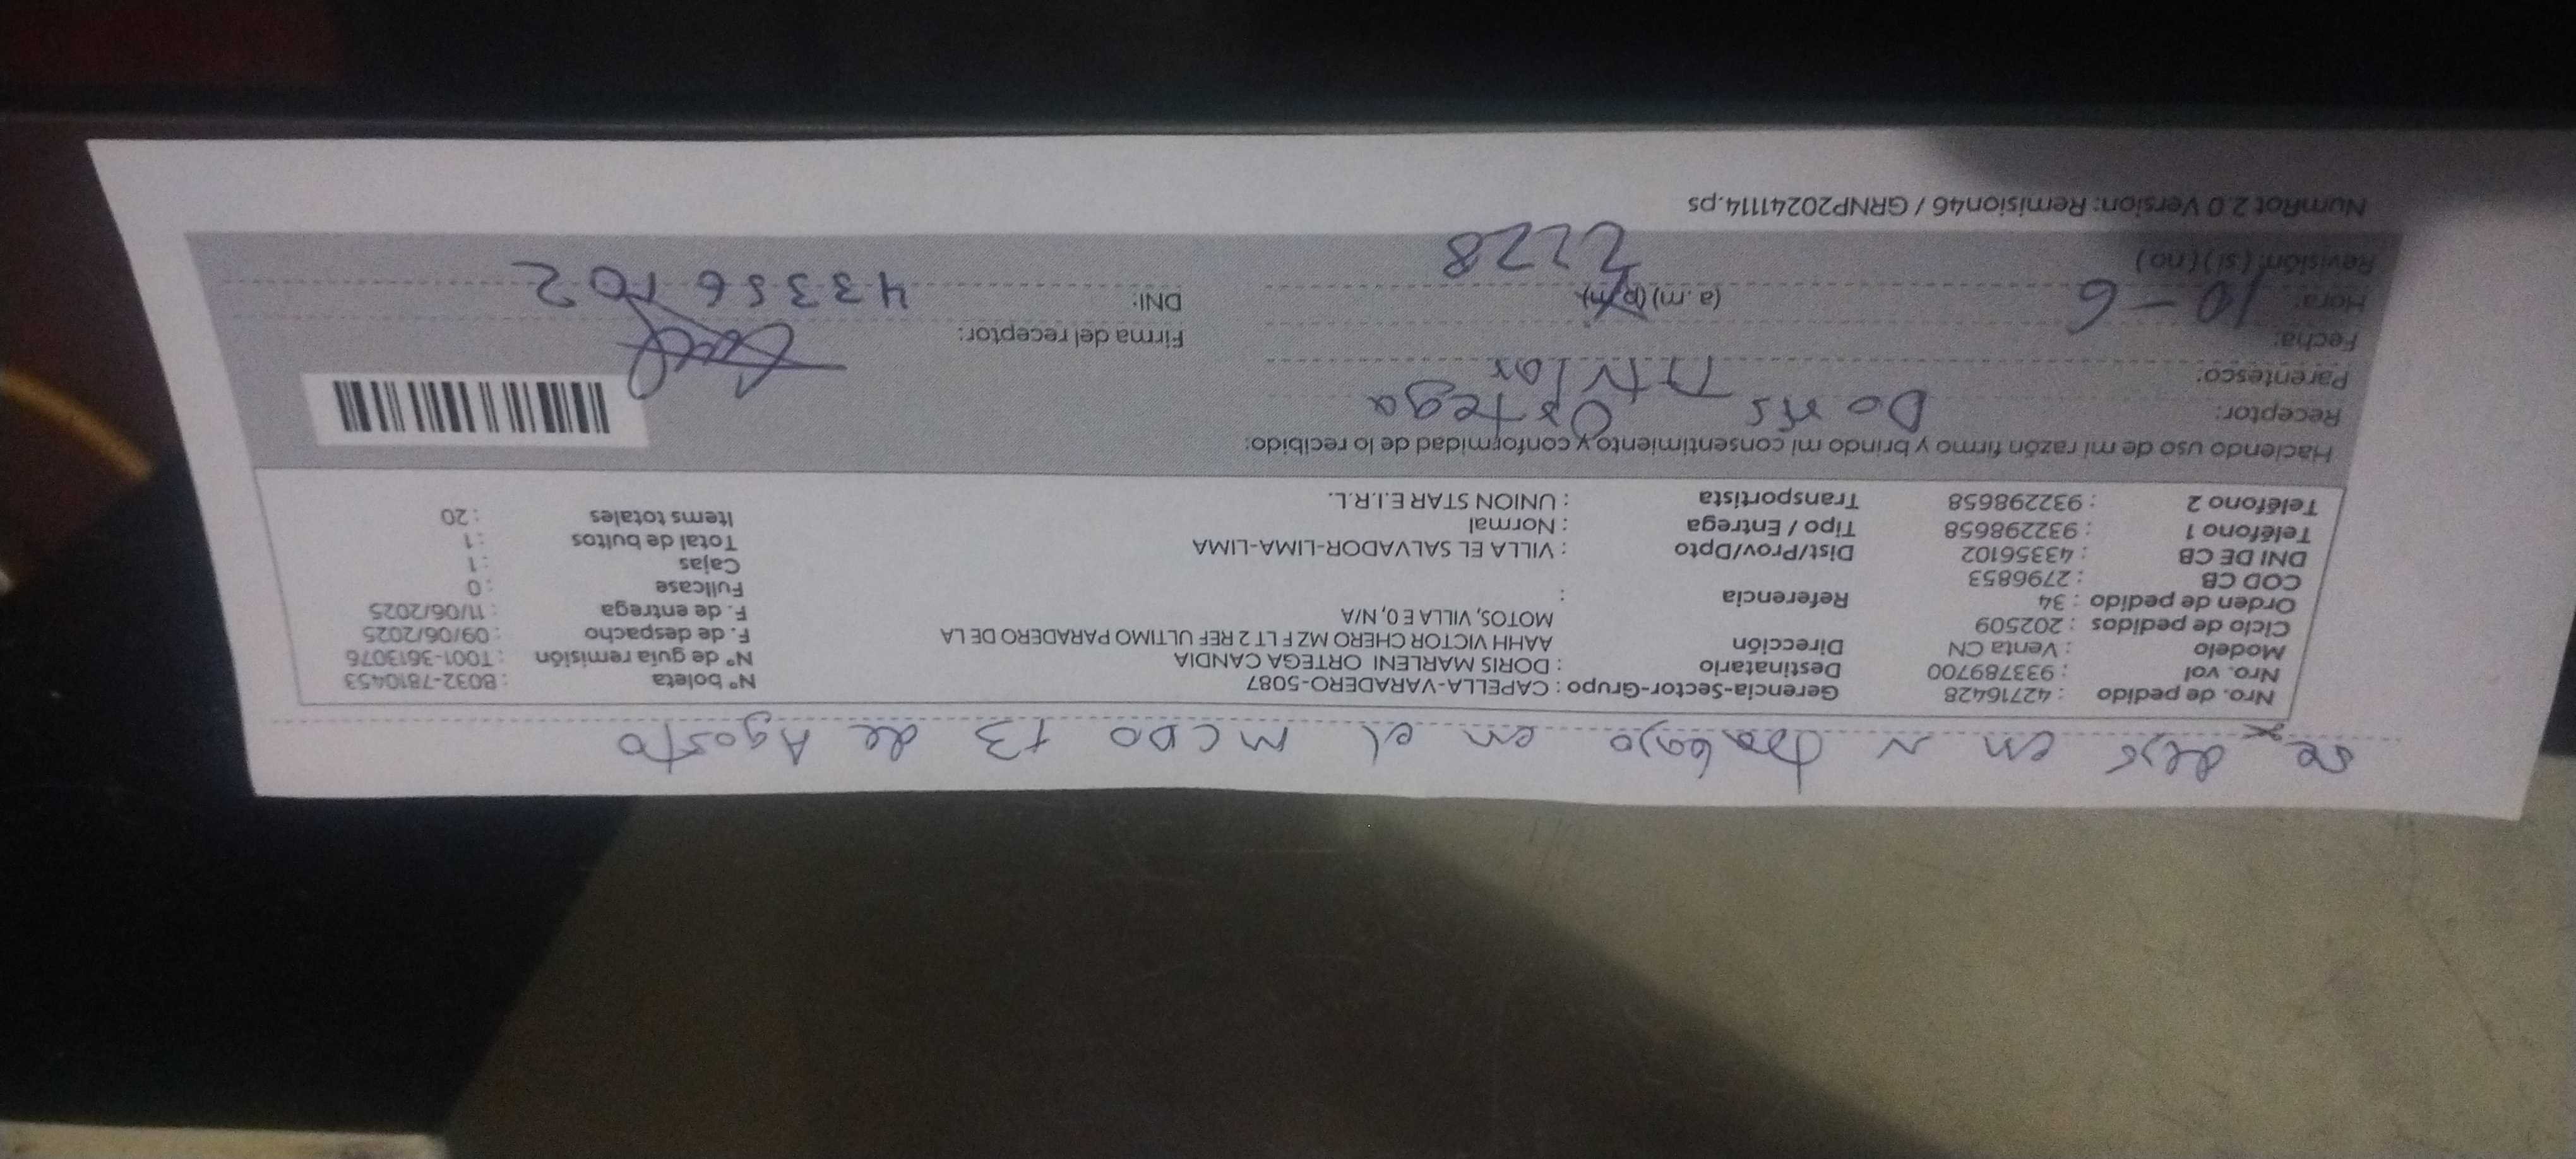 se dejó en N trabajo en el MCDO 13 de Agosto
Nro. de pedido : 42716428 Gerencia-Sector-Grupo : CAPELLA-VARADERO-5087 N° boleta : B032-7810453
Nro. vol : 933789700 Destinatario : DORIS MARLENI ORTEGA CANDIA N° de guia remisión : T001-3613076
Modelo : Venta CN Dirección AAHH VICTOR CHERO MZ F LT 2 REF ULTIMO PARADERO DE LA F. de despacho : 09/06/2025
Ciclo de pedidos : 202509 MOTOS, VILLA E 0, N/A F. de entrega : 11/06/2025
Orden de pedido : 34 Referencia : Fullcase : 0
COD CB : 2796853 Cajas : 1
DNI DE CB : 43356102 Dist/Prov/Dpto : VILLA EL SALVADOR-LIMA-LIMA Total de bultos : 1
Teléfono 1 : 932298658 Tipo / Entrega : Normal Items totales : 20
Teléfono 2 : 932298658 Transportista : UNION STAR E.I.R.L.
Haciendo uso de mi razón firmo y brindo mi consentimiento y conformidad de lo recibido:
Receptor: Doris Ortega
Parentesco: Titular
Fecha: 10-6 Firma del receptor:
Hora: (a.m) (p.m) 2228 DNI: 43356102
Revisión: (si) (no)
NumRot 2.0 Version: Remision46 / GRNP20241114.ps